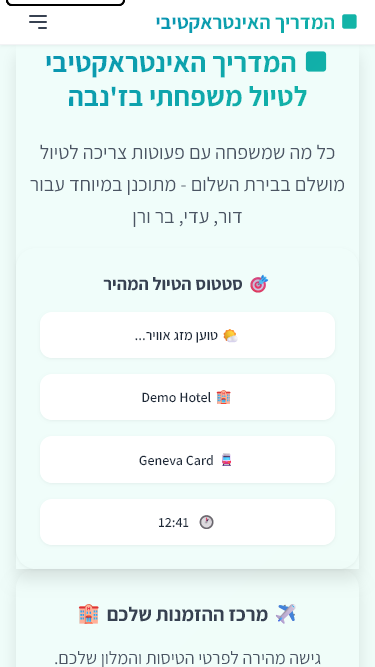 המדריך האינטראקטיבי
המדריך האינטראקטיבי
לטיול משפחתי בז'נבה
כל מה שמשפחה עם פעוטות צריכה לטיול
מושלם בבירת השלום - מתוכנן במיוחד עבור
דור, עדי, בר ורן
🎯 סטטוס הטיול המהיר
🌤️ טוען מזג אוויר...
🏨 Demo Hotel
🚆 Geneva Card
🕐 12:41
✈️ מרכז ההזמנות שלכם 🏨
גישה מהירה לפרטי הטיסות והמלון שלכם.